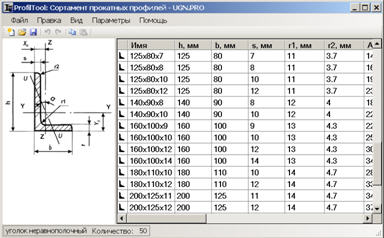 ProfilTool: Сортамент прокатных профилей - UGN.PRO
Файл Правка Вид Параметры Помощь
Имя h, мм b, мм s, мм r1, мм r2, мм A
125x80x7 125 80 7 11 3.7 14
125x80x8 125 80 8 11 3.7 16
125x80x10 125 80 10 11 3.7 19
125x80x12 125 80 12 11 3.7 23
140x90x8 140 90 8 12 4 18
140x90x10 140 90 10 12 4 22
160x100x9 160 100 9 13 4.3 22
160x100x10 160 100 10 13 4.3 25
160x100x12 160 100 12 13 4.3 30
160x100x14 160 100 14 13 4.3 34
180x110x10 180 110 10 14 4.7
180x110x12 180 110 12 14 4.7 33
200x125x11 200 125 11 14 4.7 34
200x125x12 200 125 12 14 4.7 37
уголок неравнополочный Количество: 50